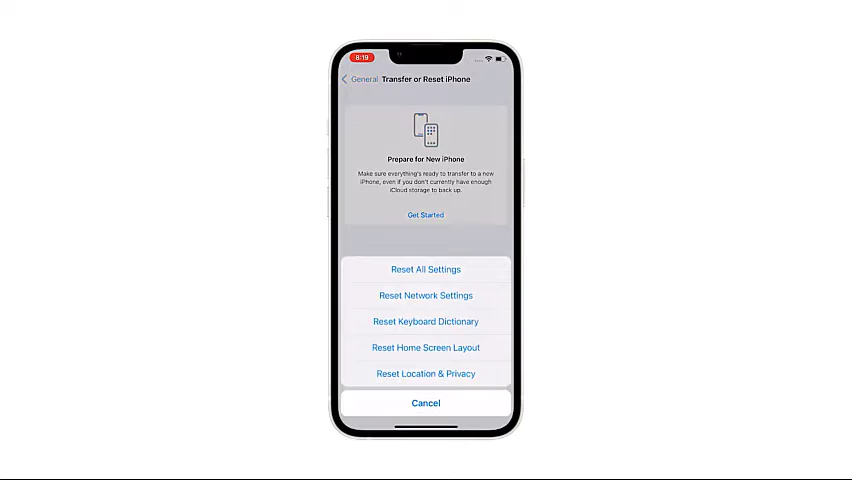 8:19
General Transfer or Reset iPhone
Prepare for New iPhone
Make sure everything's ready to transfer to a new
iPhone, even if you don't currently have enough
iCloud storage to back up.
Get Started
Reset All Settings
Reset Network Settings
Reset Keyboard Dictionary
Reset Home Screen Layout
Reset Location & Privacy
Cancel